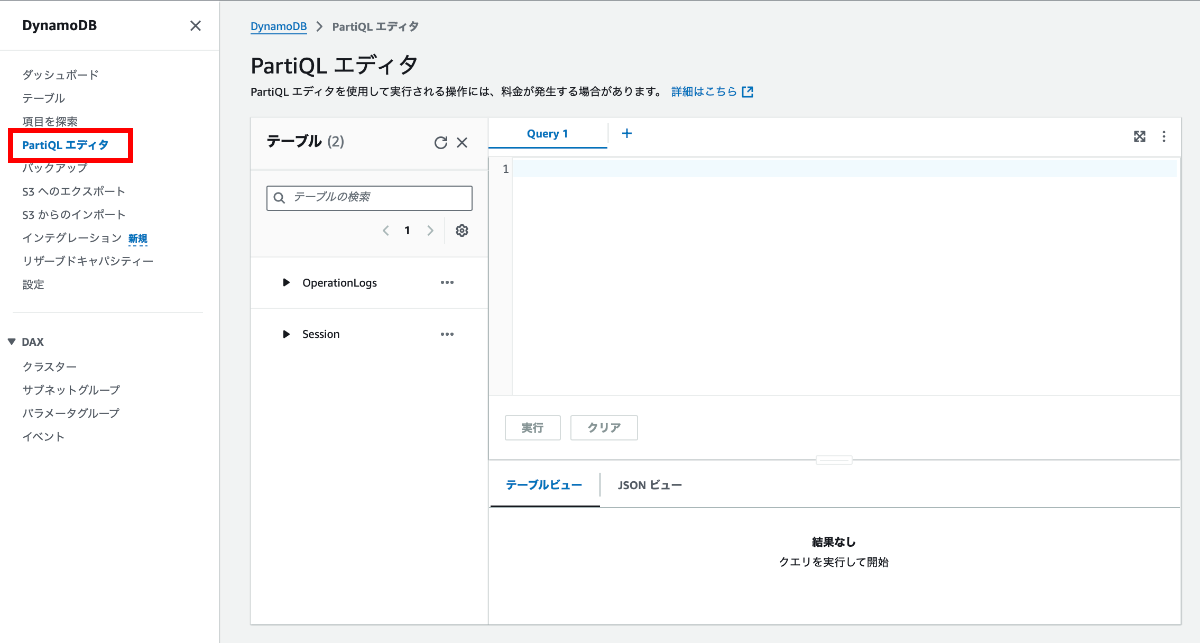 DynamoDB
ダッシュボード
テーブル
項目を探索
PartiQL エディタ
バックアップ
S3 へのエクスポート
S3 からのインポート
インテグレーション 新規
リザーブドキャパシティー
設定
DAX
クラスター
サブネットグループ
パラメータグループ
イベント
DynamoDB > PartiQL エディタ
PartiQL エディタ
PartiQL エディタを使用して実行される操作には、料金が発生する場合があります。 詳細はこちら
テーブル (2)
テーブルの検索
1
OperationLogs
Session
Query 1
1
実行 クリア
テーブルビュー JSON ビュー
結果なし
クエリを実行して開始